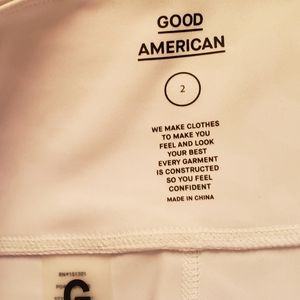 GOOD
AMERICAN
2
WE MAKE CLOTHES
TO MAKE YOU
FEEL AND LOOK
YOUR BEST
EVERY GARMENT
IS CONSTRUCTED
SO YOU FEEL
CONFIDENT
MADE IN CHINA
G